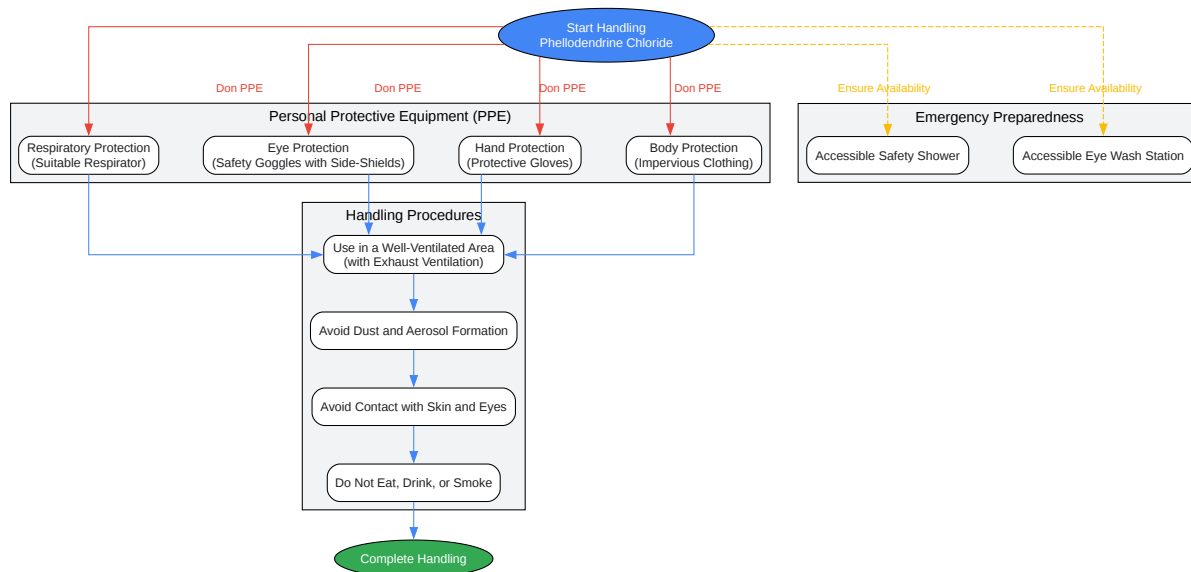 Start Handling
Phellodendrine Chloride
Don PPE
Don PPE
Don PPE
Don PPE
Ensure Availability
Ensure Availability
Personal Protective Equipment (PPE)
Respiratory Protection
(Suitable Respirator)
Eye Protection
(Safety Goggles with Side-Shields)
Hand Protection
(Protective Gloves)
Body Protection
(Impervious Clothing)
Emergency Preparedness
Accessible Safety Shower
Accessible Eye Wash Station
Handling Procedures
Use in a Well-Ventilated Area
(with Exhaust Ventilation)
Avoid Dust and Aerosol Formation
Avoid Contact with Skin and Eyes
Do Not Eat, Drink, or Smoke
Complete Handling